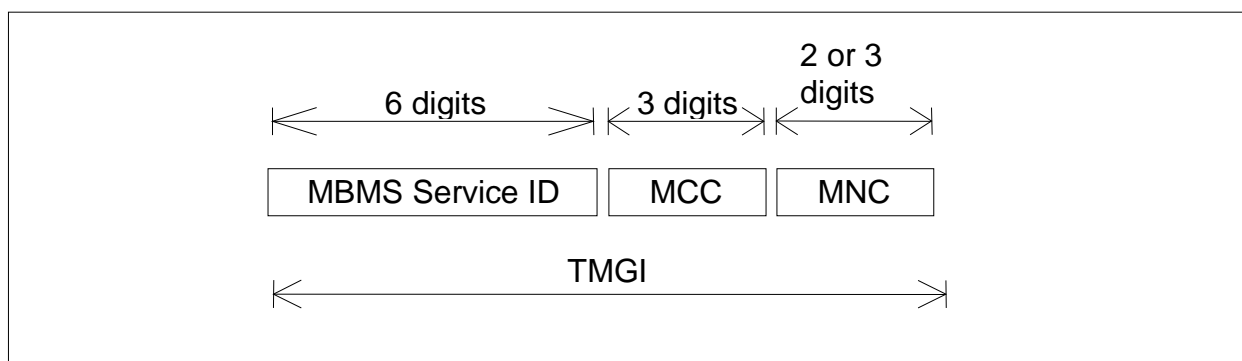 2 or 3
digits
6 digits
3 digits
MBMS Service ID
MCC
MNC
TMGI